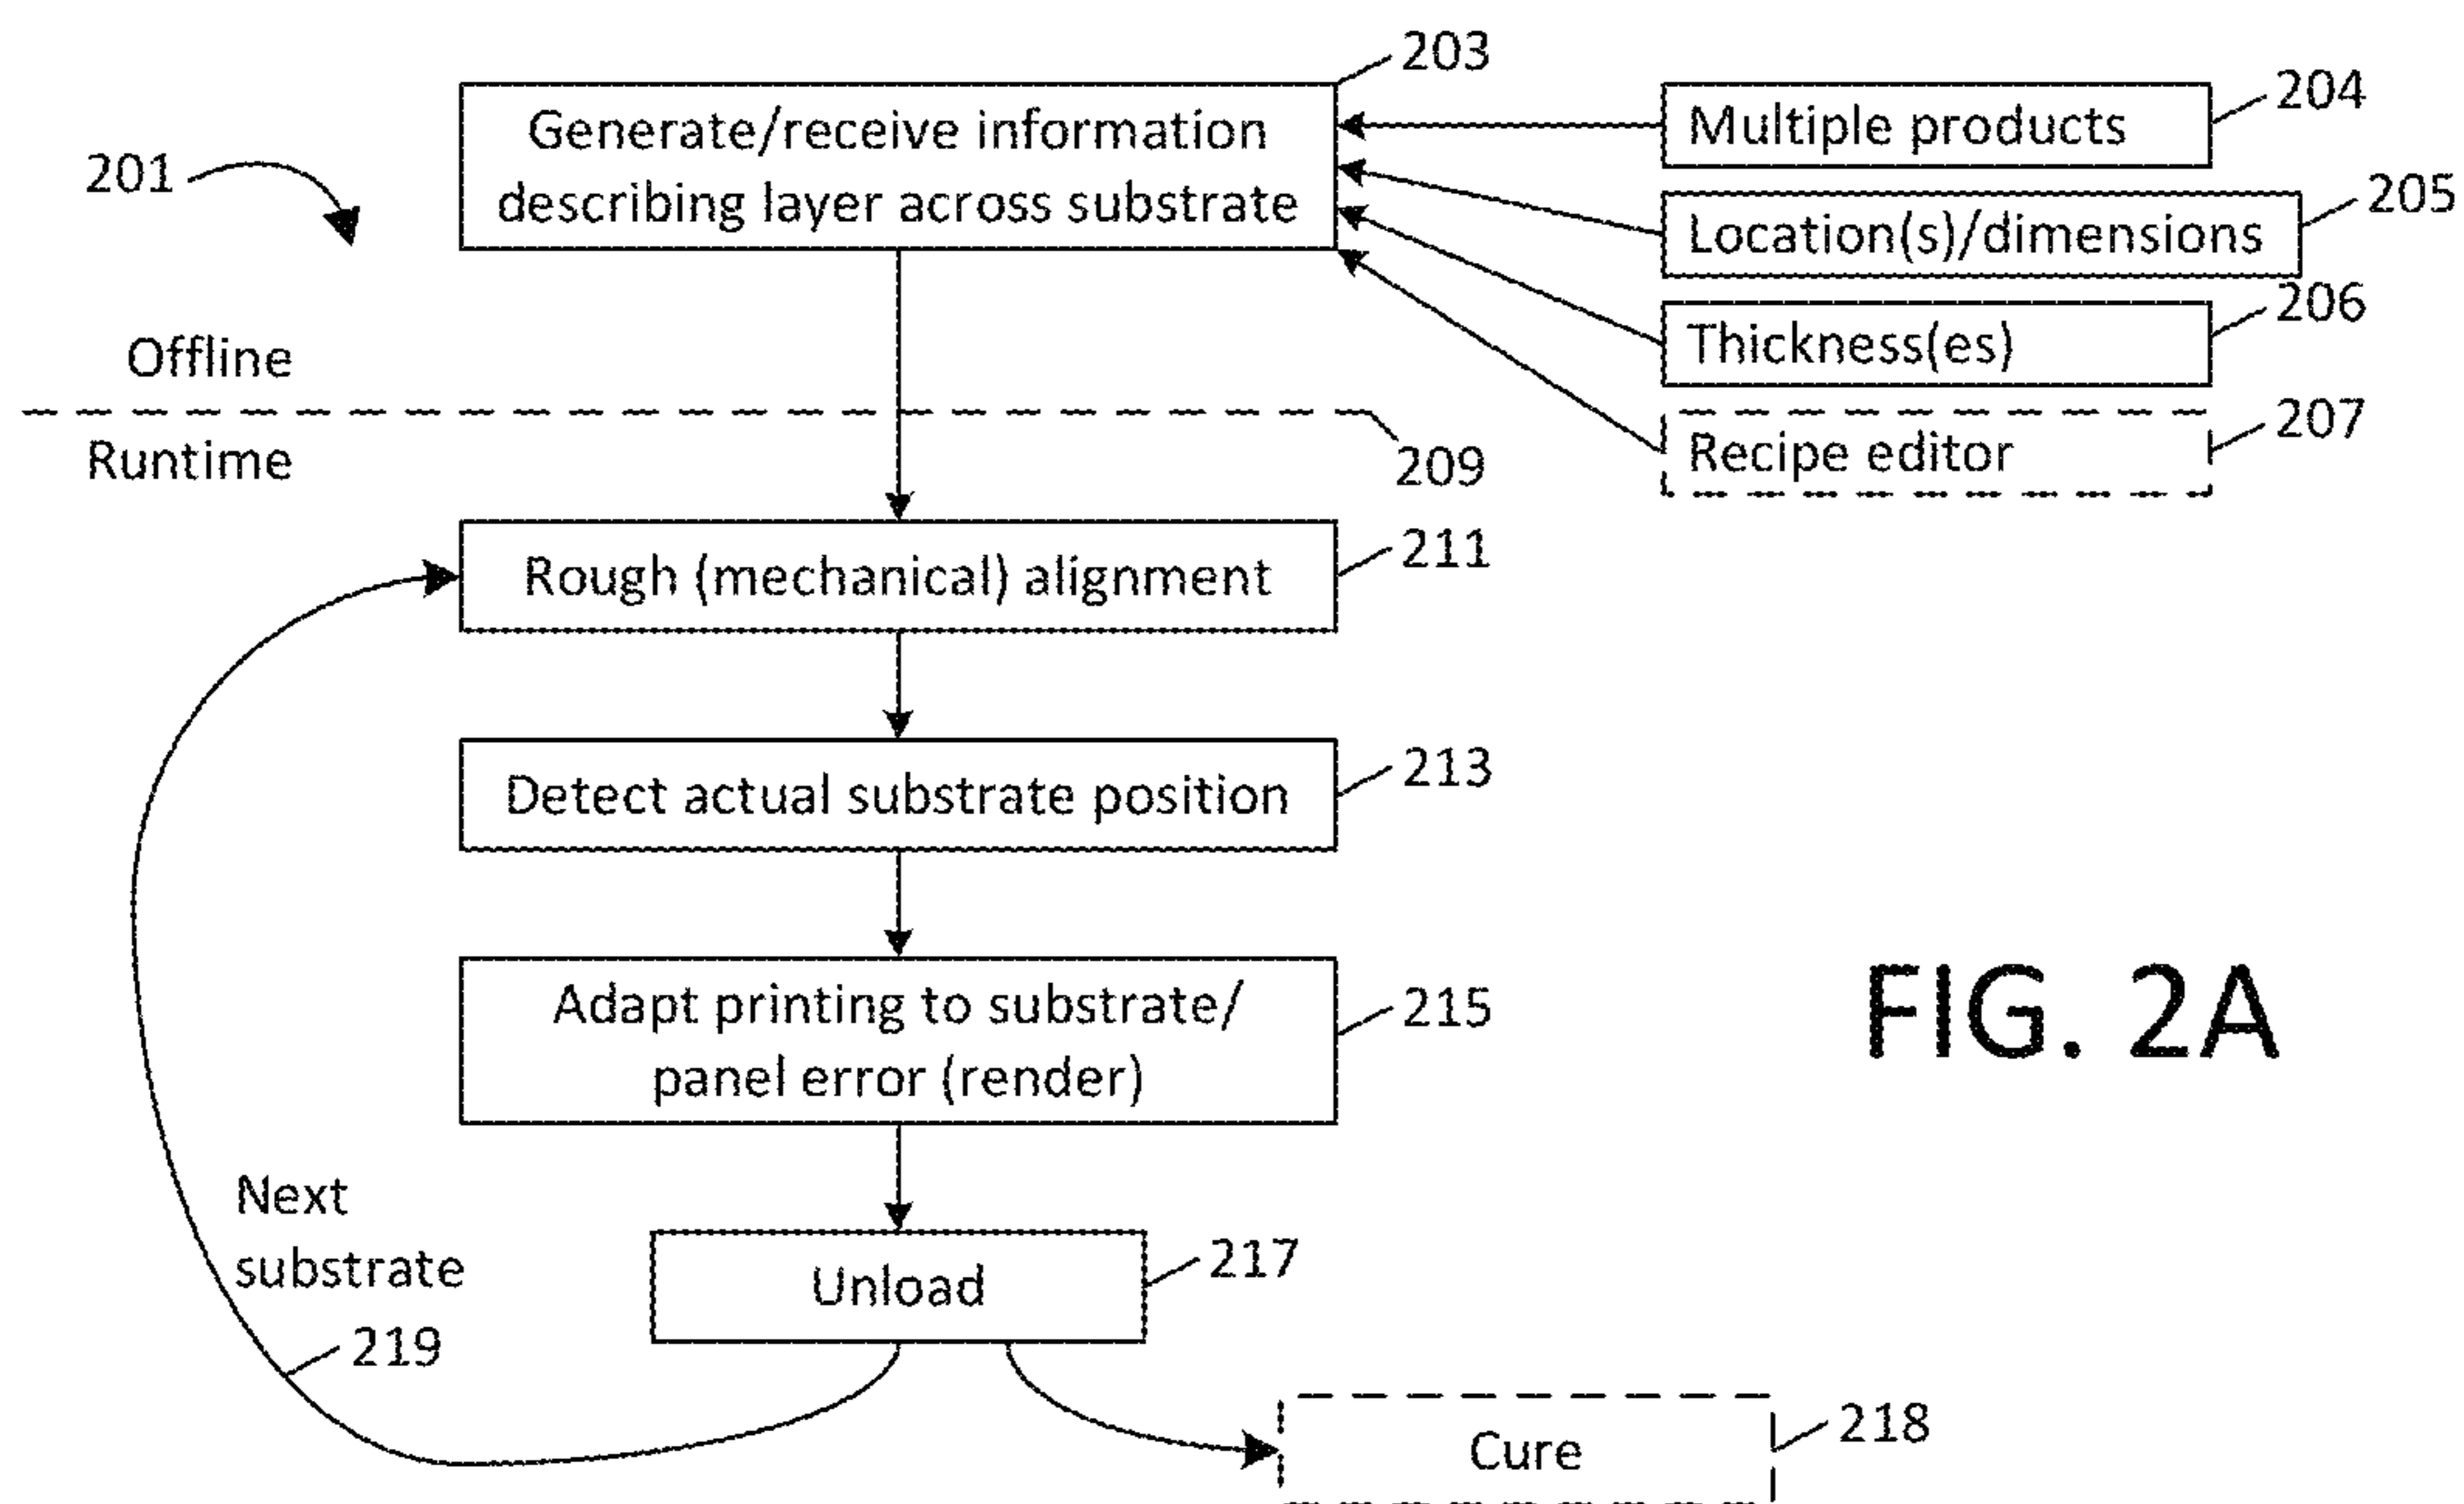 203
Generate/receive information
describing layer across substrate
Multiple products
204
201
Location(s)/dimensions
205
Thickness(es)
206
Offline
Runtime
209
Recipe editor
207
Rough (mechanical) alignment
211
Detect actual substrate position
213
Adapt printing to substrate/
panel error (render)
215
FIG. 2A
Next
substrate
219
Unload
217
Cure
218